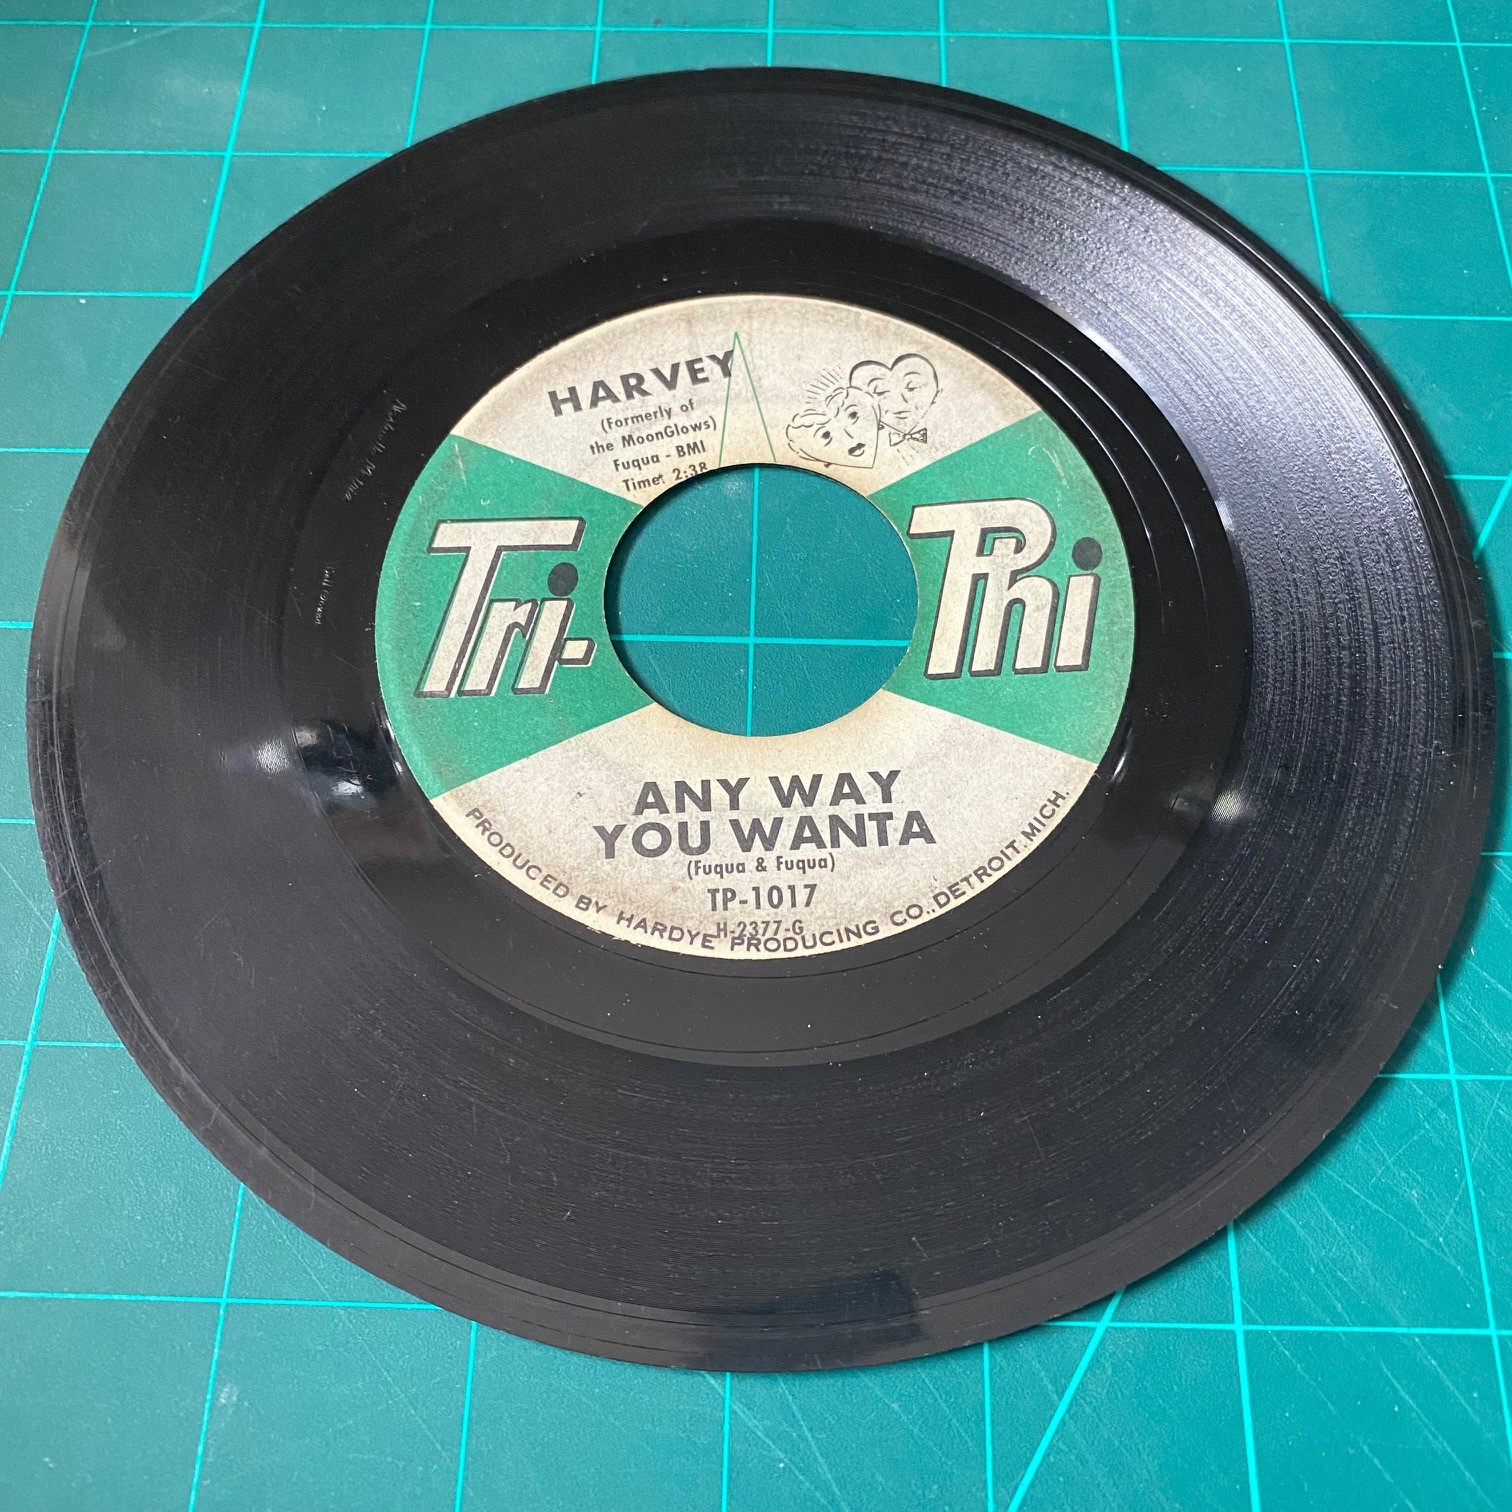 HARVEY
(Formerly of
the MoonGlows)
Fuqua - BMI
Time: 2:38
Tri-
Phi
ANY WAY
YOU WANTA
(Fuqua & Fuqua)
TP-1017
H-2377-G
PRODUCED BY HARDYE PRODUCING CO., DETROIT, MICH.